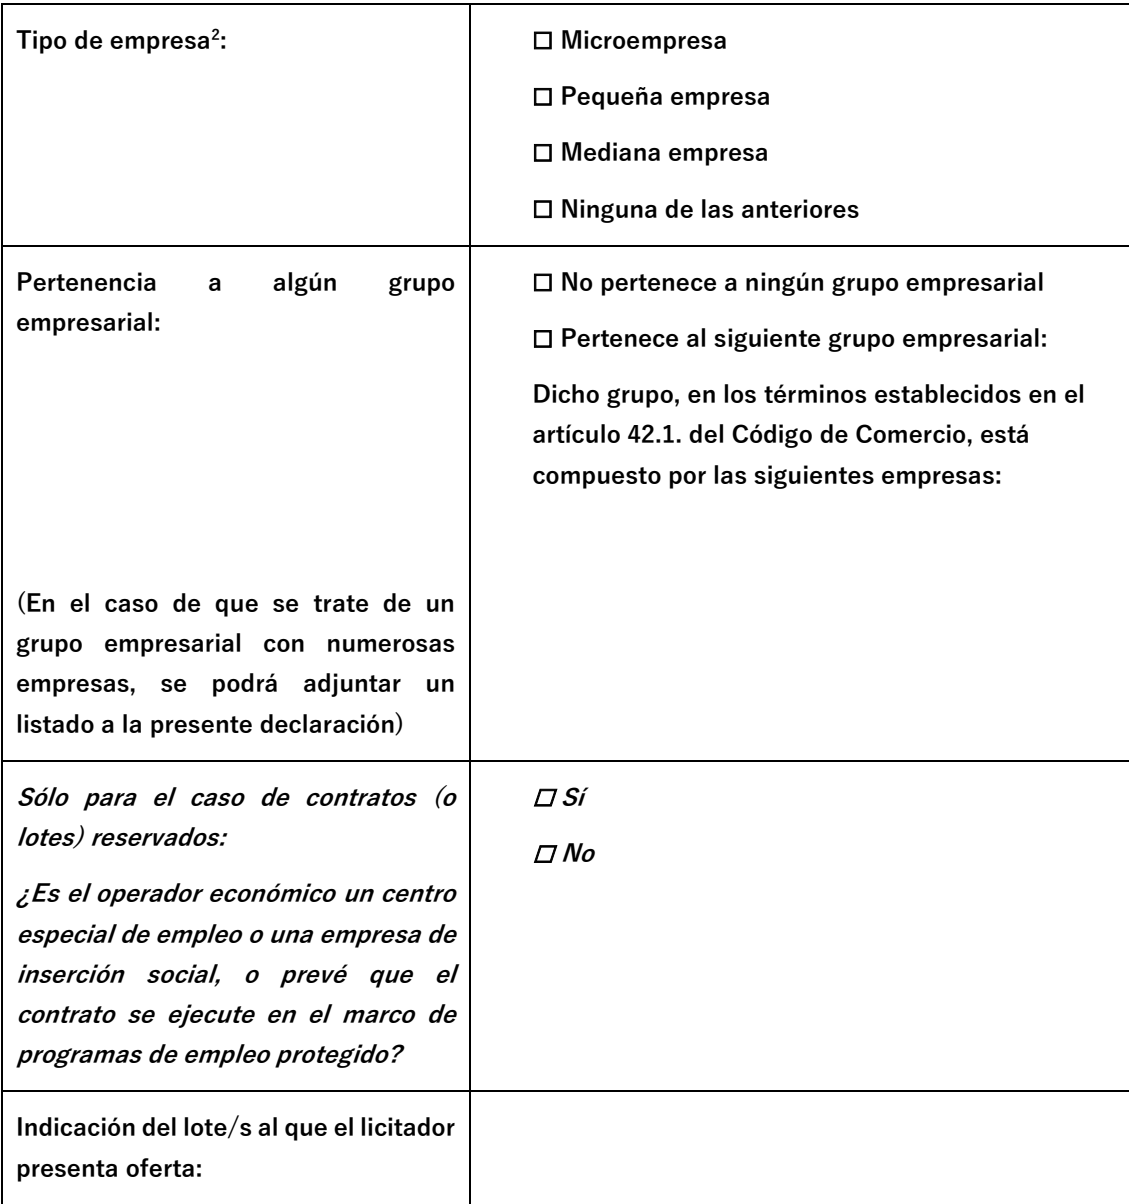 Tipo de empresa²:
☐ Microempresa
☐ Pequeña empresa
☐ Mediana empresa
☐ Ninguna de las anteriores
Pertenencia a algún grupo
empresarial:
(En el caso de que se trate de un
grupo empresarial con numerosas
empresas, se podrá adjuntar un
listado a la presente declaración)
☐ No pertenece a ningún grupo empresarial
☐ Pertenece al siguiente grupo empresarial:
Dicho grupo, en los términos establecidos en el
artículo 42.1. del Código de Comercio, está
compuesto por las siguientes empresas:
Sólo para el caso de contratos (o
lotes) reservados:
¿Es el operador económico un centro
especial de empleo o una empresa de
inserción social, o prevé que el
contrato se ejecute en el marco de
programas de empleo protegido?
☐ Sí
☐ No
Indicación del lote/s al que el licitador
presenta oferta: